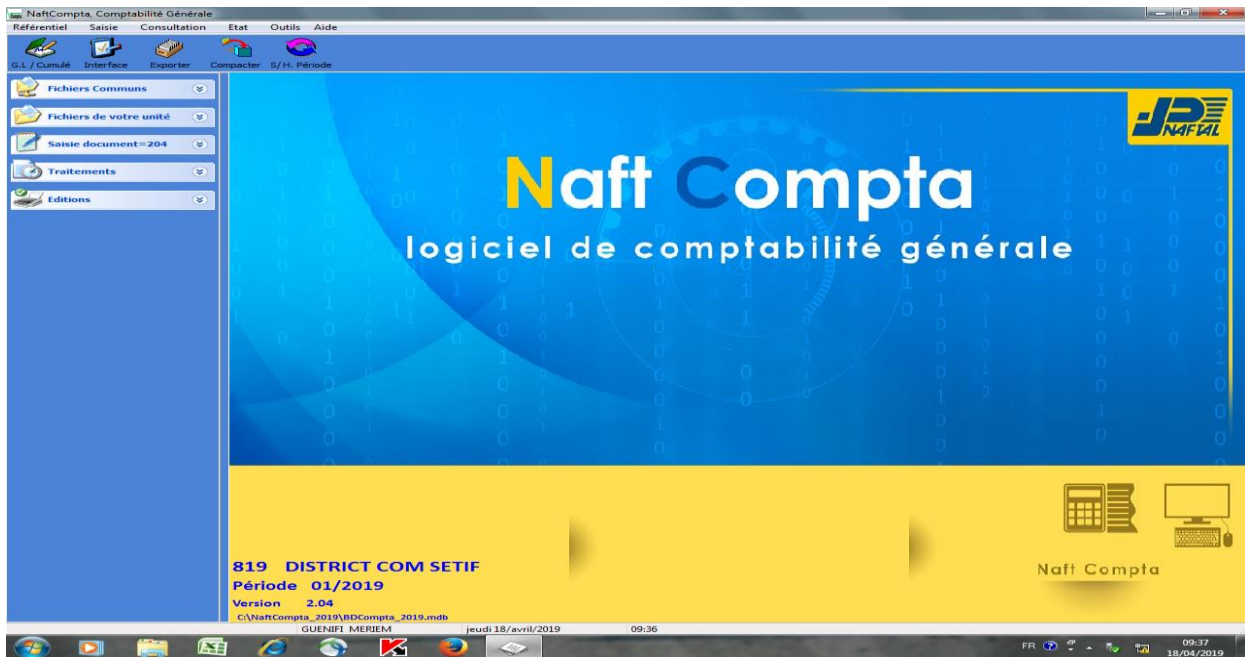 NaftCompta, Comptabilité Générale
Référentiel Saisie Consultation Etat Outils Aide
G.L / Cumulé Interface Exporter Compacter S/H. Période
Fichiers Communs
Fichiers de votre unité
Saisie document=204
Traitements
Editions
NAFTAL
Naft Compta
logiciel de comptabilité générale
Naft Compta
819 DISTRICT COM SETIF
Période 01/2019
Version 2.04
C:\NaftCompta_2019\BDCompta_2019.mdb
GUENIFI MERIEM jeudi 18/avril/2019 09:36
FR 09:37
18/04/2019